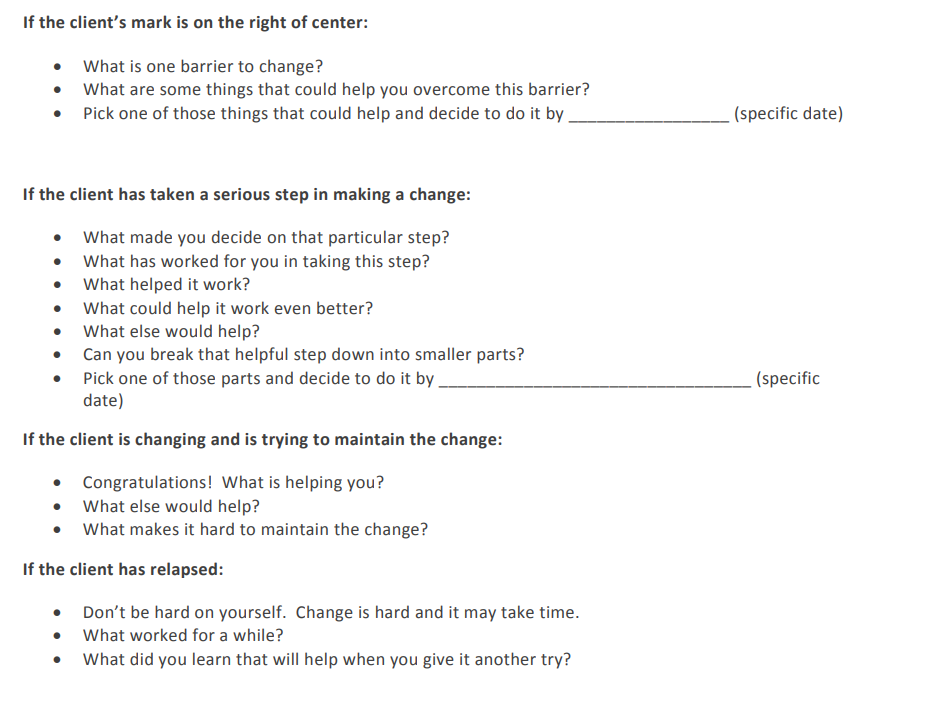 If the client’s mark is on the right of center:
• What is one barrier to change?
• What are some things that could help you overcome this barrier?
• Pick one of those things that could help and decide to do it by _________________ (specific date)
If the client has taken a serious step in making a change:
• What made you decide on that particular step?
• What has worked for you in taking this step?
• What helped it work?
• What could help it work even better?
• What else would help?
• Can you break that helpful step down into smaller parts?
• Pick one of those parts and decide to do it by _________________________________ (specific
date)
If the client is changing and is trying to maintain the change:
• Congratulations!  What is helping you?
• What else would help?
• What makes it hard to maintain the change?
If the client has relapsed:
• Don’t be hard on yourself.  Change is hard and it may take time.
• What worked for a while?
• What did you learn that will help when you give it another try?